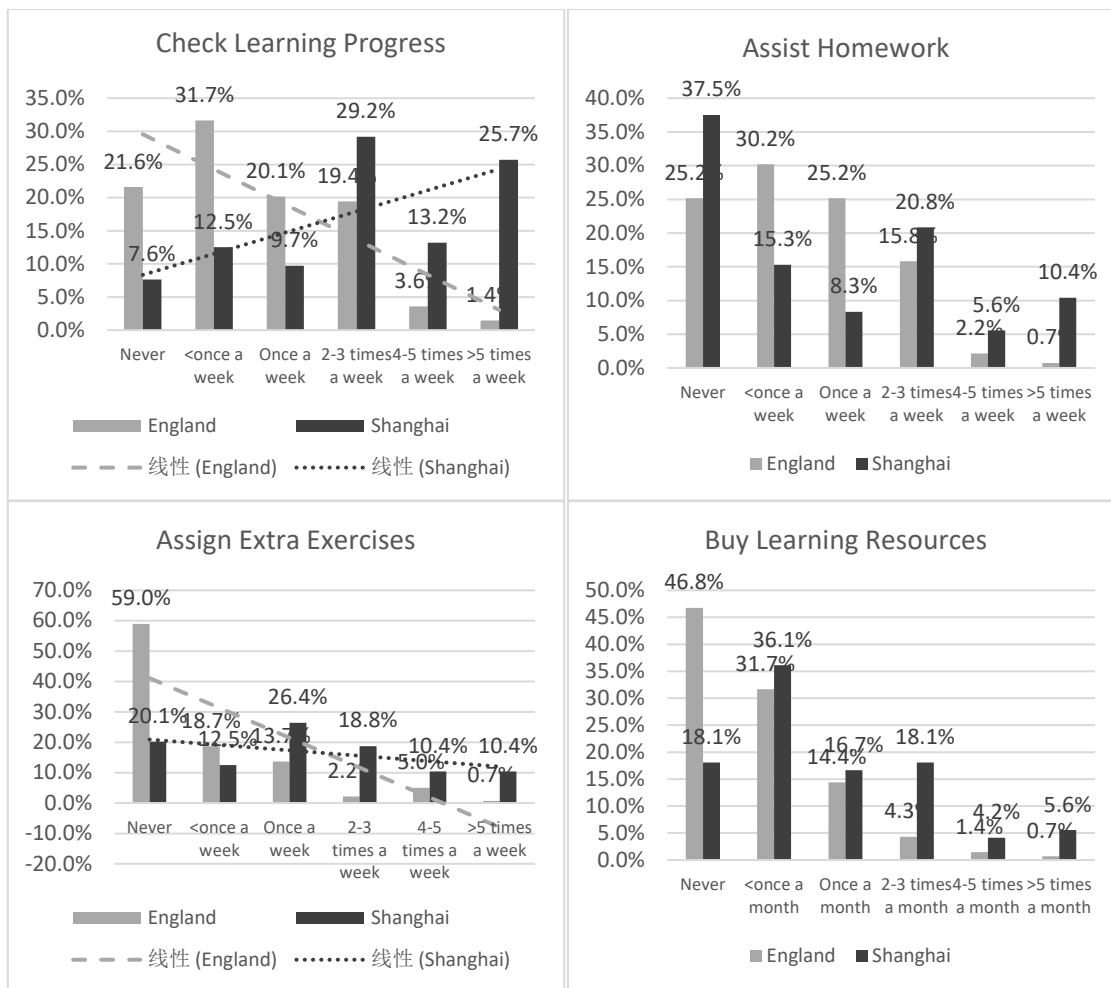 Check Learning Progress
35.0%
30.0%
25.0%
20.0%
15.0%
10.0%
5.0%
0.0%
21.6%
31.7%
20.1%
19.4%
3.6%
1.4%
7.6%
12.5%
9.7%
29.2%
13.2%
25.7%
Never
<once a week
Once a week
2-3 times a week
4-5 times a week
>5 times a week
England
Shanghai
线性 (England)
线性 (Shanghai)
Assist Homework
40.0%
35.0%
30.0%
25.0%
20.0%
15.0%
10.0%
5.0%
0.0%
25.2%
30.2%
25.2%
15.8%
2.2%
0.7%
37.5%
15.3%
8.3%
20.8%
5.6%
10.4%
Never
<once a week
Once a week
2-3 times a week
4-5 times a week
>5 times a week
England
Shanghai
Assign Extra Exercises
70.0%
60.0%
50.0%
40.0%
30.0%
20.0%
10.0%
0.0%
-10.0%
-20.0%
59.0%
18.7%
13.7%
2.2%
5.0%
0.7%
20.1%
12.5%
26.4%
18.8%
10.4%
10.4%
Never
<once a week
Once a week
2-3 times a week
4-5 times a week
>5 times a week
England
Shanghai
线性 (England)
线性 (Shanghai)
Buy Learning Resources
50.0%
45.0%
40.0%
35.0%
30.0%
25.0%
20.0%
15.0%
10.0%
5.0%
0.0%
46.8%
31.7%
14.4%
4.3%
1.4%
0.7%
18.1%
36.1%
16.7%
18.1%
4.2%
5.6%
Never
<once a month
Once a month
2-3 times a month
4-5 times a month
>5 times a month
England
Shanghai